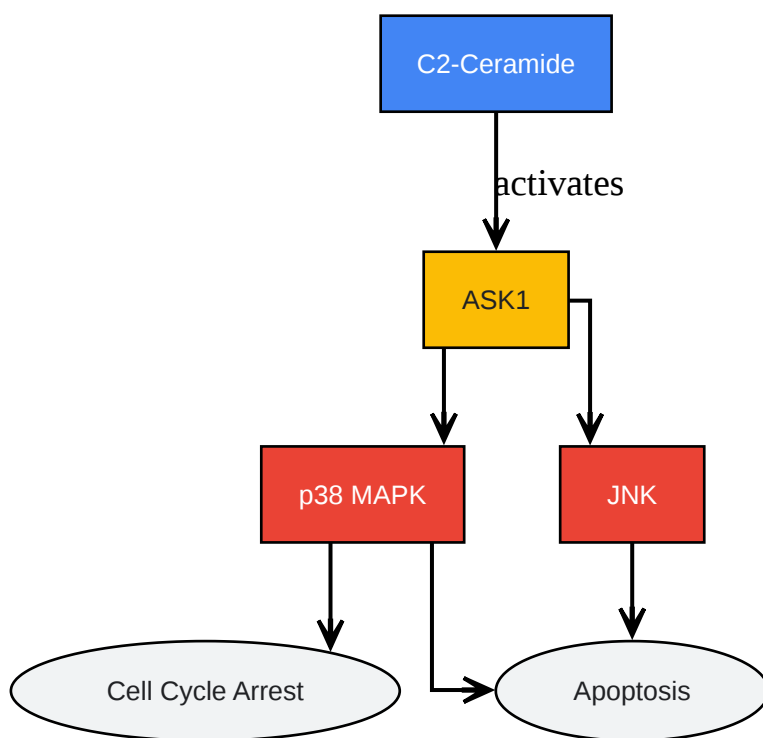 C2-Ceramide
activates
ASK1
p38 MAPK
JNK
Cell Cycle Arrest
Apoptosis